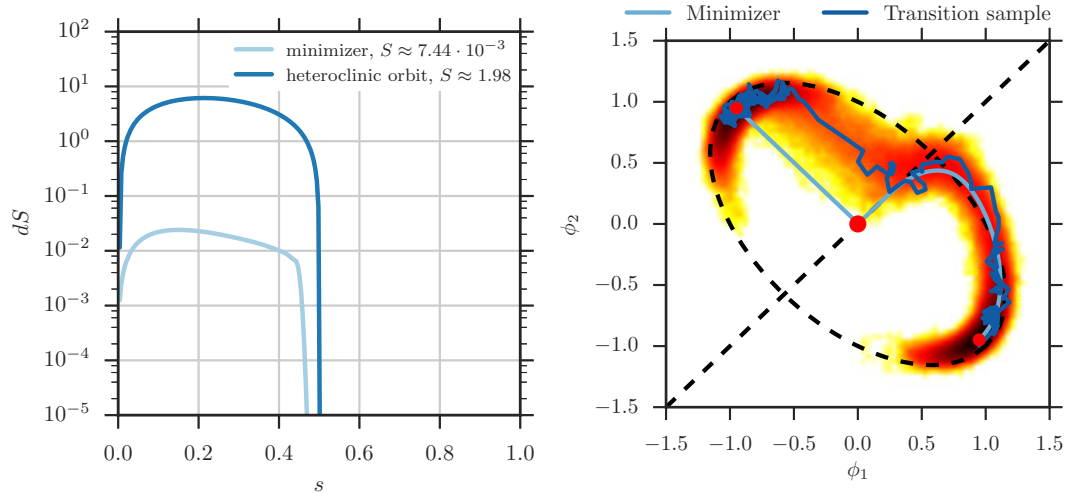 minimizer, S ≈ 7.44 · 10⁻³
heteroclinic orbit, S ≈ 1.98
10²
10¹
10⁰
10⁻¹
10⁻²
10⁻³
10⁻⁴
10⁻⁵
dS
0.0 0.2 0.4 0.6 0.8 1.0
s
Minimizer Transition sample
1.5
1.0
0.5
0.0
−0.5
−1.0
−1.5
ϕ₂
−1.5 −1.0 −0.5 0.0 0.5 1.0 1.5
ϕ₁